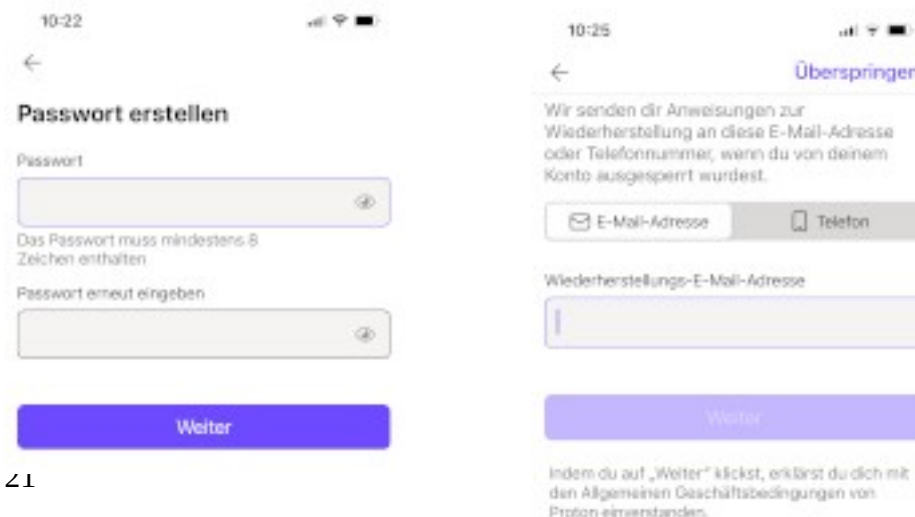 10:22
Passwort erstellen
Passwort
Das Passwort muss mindestens 8
Zeichen enthalten
Passwort erneut eingeben
Weiter
21
10:25
Überspringen
Wir senden dir Anweisungen zur
Wiederherstellung an diese E-Mail-Adresse
oder Telefonnummer, wenn du von deinem
Konto ausgesperrt wurdest.
E-Mail-Adresse
Telefon
Wiederherstellungs-E-Mail-Adresse
Weiter
Indem du auf „Weiter" klickst, erklärst du dich mit
den Allgemeinen Geschäftsbedingungen von
Proton einverstanden.